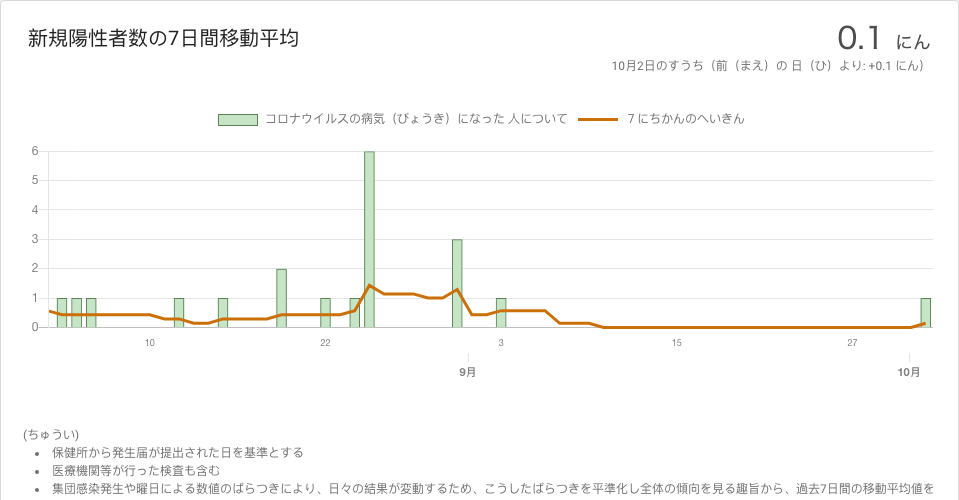 新規陽性者数の7日間移動平均
0.1 にん
10月2日のすうち（前（まえ）の 日（ひ）より: +0.1 にん）
コロナウイルスの病気（びょうき）になった 人について
7 にちかんのへいきん
6
5
4
3
2
1
0
10
22
3
15
27
9月
10月
(ちゅうい)
• 保健所から発生届が提出された日を基準とする
• 医療機関等が行った検査も含む
• 集団感染発生や曜日による数値のばらつきにより、日々の結果が変動するため、こうしたばらつきを平準化し全体の傾向を見る趣旨から、過去7日間の移動平均値を